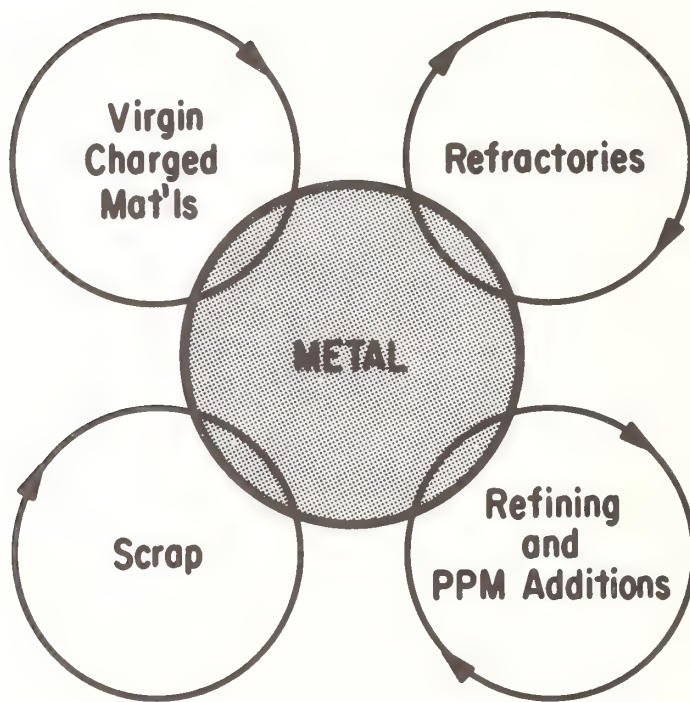 Virgin
Charged
Mat'ls
Refractories
METAL
Scrap
Refining
and
PPM Additions